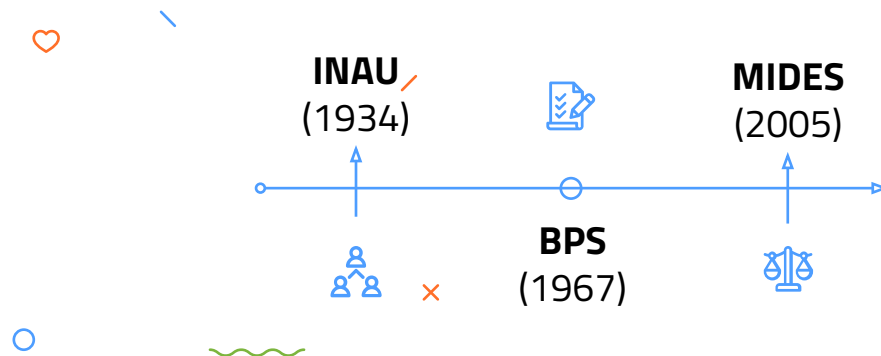 INAU
(1934)
BPS
(1967)
MIDES
(2005)